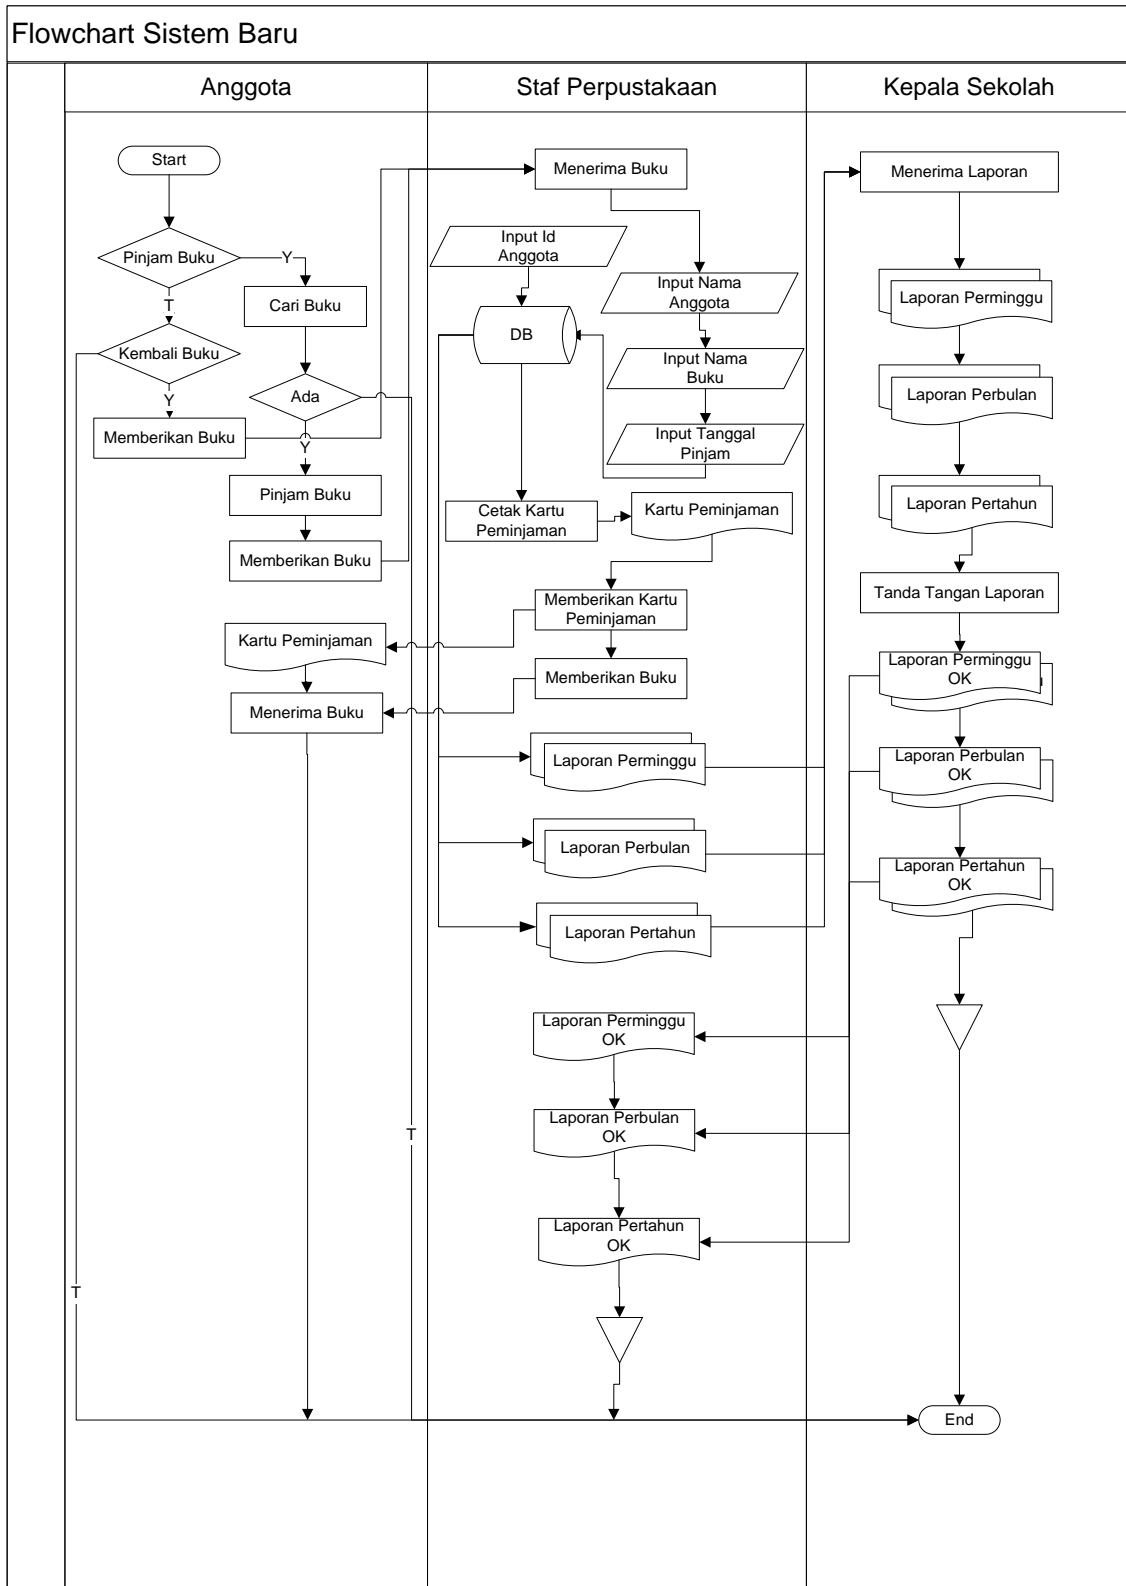 Flowchart Sistem Baru
Anggota
Staf Perpustakaan
Kepala Sekolah
Start
Pinjam Buku
Y
T
Cari Buku
Kembali Buku
Y
Ada
Memberikan Buku
Y
Pinjam Buku
Memberikan Buku
Kartu Peminjaman
Menerima Buku
T
T
Menerima Buku
Input Id
Anggota
Input Nama
Anggota
DB
Input Nama
Buku
Input Tanggal
Pinjam
Cetak Kartu
Peminjaman
Kartu Peminjaman
Memberikan Kartu
Peminjaman
Memberikan Buku
Laporan Perminggu
Laporan Perbulan
Laporan Pertahun
Laporan Perminggu
OK
Laporan Perbulan
OK
Laporan Pertahun
OK
Menerima Laporan
Laporan Perminggu
Laporan Perbulan
Laporan Pertahun
Tanda Tangan Laporan
Laporan Perminggu
OK
Laporan Perbulan
OK
Laporan Pertahun
OK
End